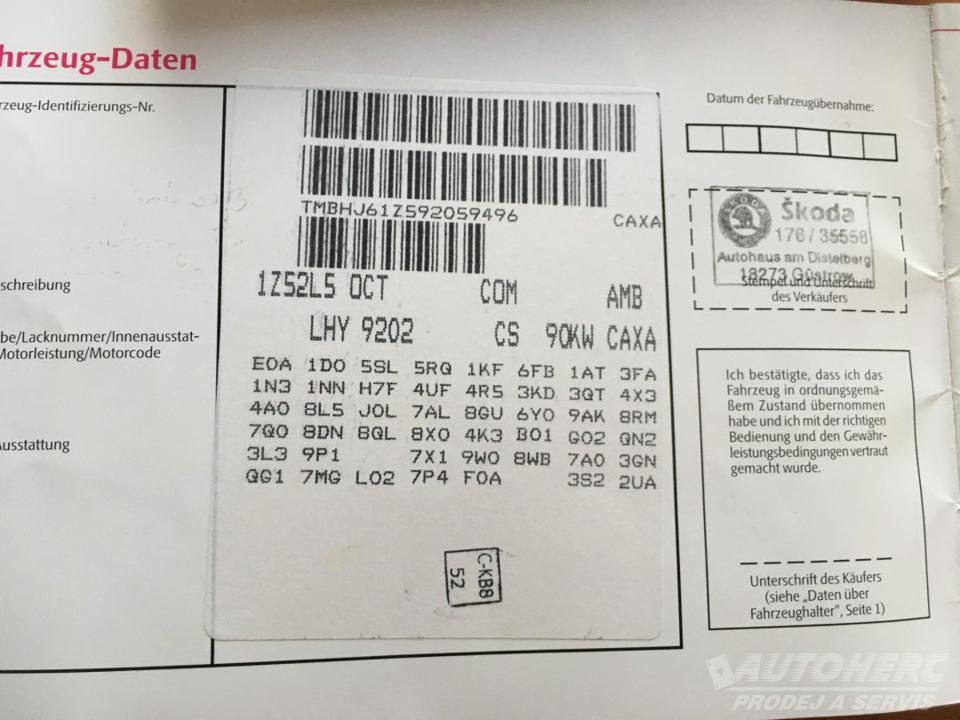 hrzeug-Daten
rzeug-Identifizierungs-Nr.
TMBHJ61Z592059496
CAXA
1Z52L5 OCT COM AMB
LHY 9202 CS 90KW CAXA
E0A 1D0 5SL 5RQ 1KF 6FB 1AT 3FA
1N3 1NN H7F 4UF 4R5 3KD 3QT 4X3
4A0 8L5 J0L 7AL 8GU 6Y0 9AK 8RM
7Q0 8DN 8QL 8X0 4K3 B01 G02 QN2
3L3 9P1 7X1 9W0 8WB 7A0 3GN
QG1 7MG L02 7P4 F0A 3S2 2UA
C-KB8
52
schreibung
be/Lacknummer/Innenausstat-
Motorleistung/Motorcode
usstattung
Datum der Fahrzeugübernahme:
SKODA
Škoda
176 / 35558
Autohaus am Distelberg
18273 Güstrow
Stempel und Unterschrift
des Verkäufers
Ich bestätigte, dass ich das
Fahrzeug in ordnungsgemä-
ßem Zustand übernommen
habe und ich mit der richtigen
Bedienung und den Gewähr-
leistungsbedingungen vertraut
gemacht wurde.
Unterschrift des Käufers
(siehe „Daten über
Fahrzeughalter", Seite 1)
AUTOHERC
PRODEJ A SERVIS